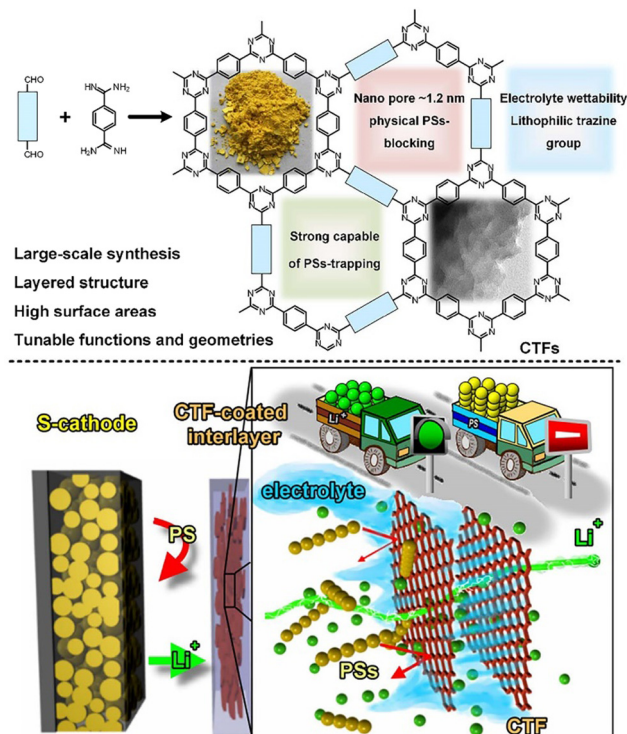 CHO
CHO
+
HN
NH₂
H₂N
NH
Nano pore ~1.2 nm
physical PSs-
blocking
Electrolyte wettability
Lithophilic trazine
group
Strong capable
of PSs-trapping
Large-scale synthesis
Layered structure
High surface areas
Tunable functions and geometries
CTFs
S-cathode
CTF-coated
interlayer
Li⁺
PS
electrolyte
PS
Li⁺
Li⁺
PSs
CTF